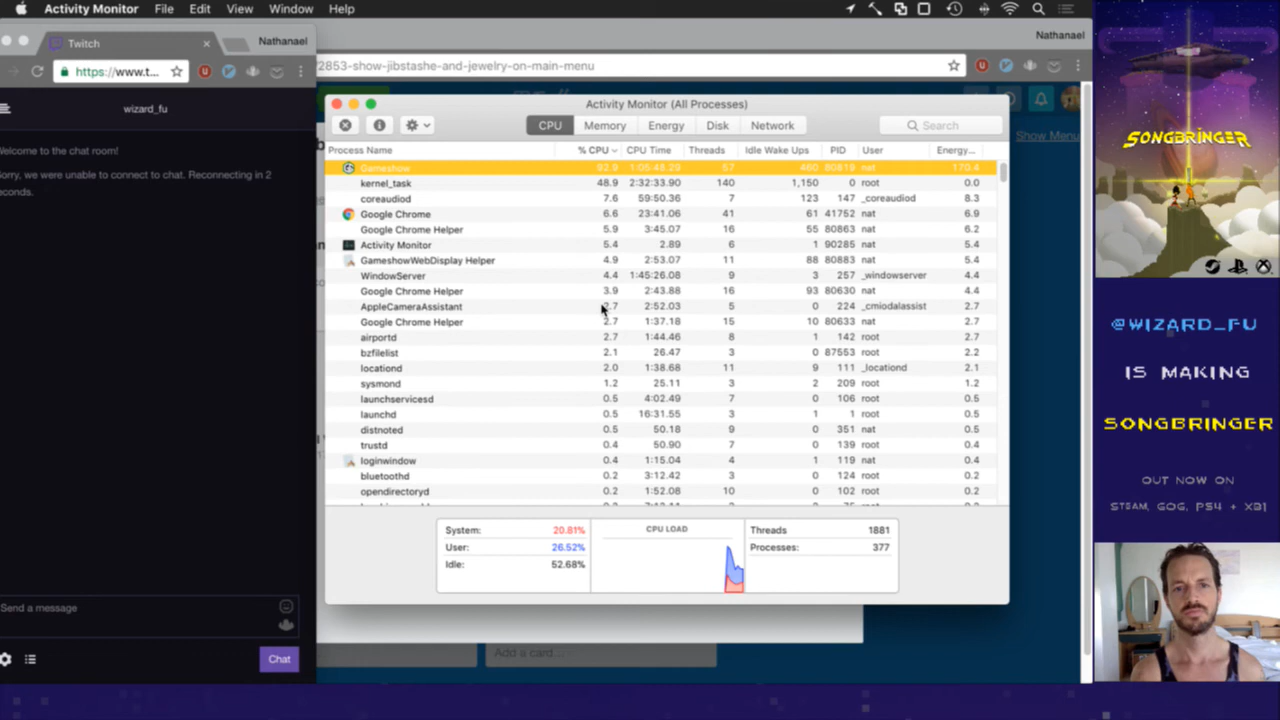 Activity Monitor File Edit View Window Help
Twitch
Nathanael
Nathanael
https://www.t...
2853-show-jibstashe-and-jewelry-on-main-menu
wizard_fu
Welcome to the chat room!
Sorry, we were unable to connect to chat. Reconnecting in 2
seconds.
Show Menu
Activity Monitor (All Processes)
CPU Memory Energy Disk Network
Search
Process Name % CPU CPU Time Threads Idle Wake Ups PID User Energy...
Gameshow 92.9 1:05:43.29 57 460 80819 nat 170.4
kernel_task 48.9 2:32:33.90 140 1,150 0 root 0.0
coreaudiod 7.6 59:50.36 7 123 147 _coreaudiod 8.3
Google Chrome 6.6 23:41.06 41 61 41752 nat 6.9
Google Chrome Helper 5.9 3:45.07 16 55 80863 nat 6.2
Activity Monitor 5.4 2.89 6 1 90285 nat 5.4
GameshowWebDisplay Helper 4.9 2:53.07 11 88 80883 nat 5.4
WindowServer 4.4 1:45:26.08 9 3 257 _windowserver 4.4
Google Chrome Helper 3.9 2:43.88 16 93 80630 nat 4.4
AppleCameraAssistant 2.7 2:52.03 5 0 224 _cmiodalassist 2.7
Google Chrome Helper 2.7 1:37.18 15 10 80633 nat 2.7
airportd 2.7 1:44.46 8 1 142 root 2.7
bzfilelist 2.1 26.47 3 0 87553 root 2.2
locationd 2.0 1:38.68 11 9 111 _locationd 2.1
sysmond 1.2 25.11 3 2 209 root 1.2
launchservicesd 0.5 4:02.49 7 0 106 root 0.5
launchd 0.5 16:31.55 3 1 1 root 0.5
distnoted 0.5 50.18 9 0 351 nat 0.5
trustd 0.4 50.90 7 0 139 root 0.4
loginwindow 0.4 1:15.04 4 1 119 nat 0.4
bluetoothd 0.2 3:12.42 3 0 124 root 0.2
opendirectoryd 0.2 1:52.08 10 0 102 root 0.2
System: 20.81%
User: 26.52%
Idle: 52.68%
CPU LOAD
Threads 1881
Processes: 377
Send a message
Chat
Add a card...
SONGBRINGER
@WIZARD_FU
IS MAKING
SONGBRINGER
OUT NOW ON
STEAM, GOG, PS4 + XB1